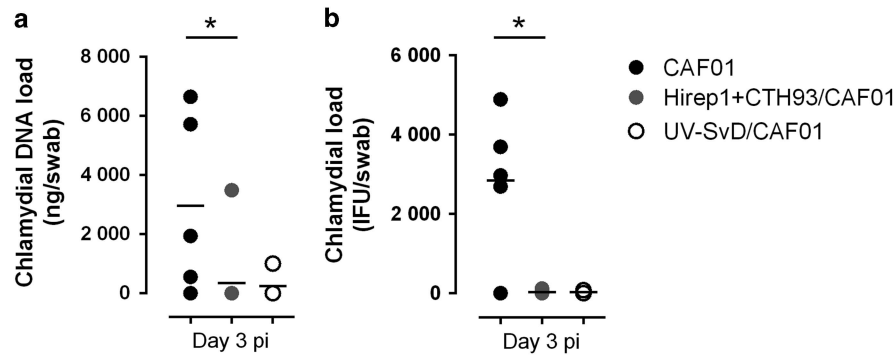 a
*
Chlamydial DNA load
(ng/swab)
8 000
6 000
4 000
2 000
0
Day 3 pi
b
*
Chlamydial load
(IFU/swab)
6 000
4 000
2 000
0
Day 3 pi
CAF01
Hirep1+CTH93/CAF01
UV-SvD/CAF01